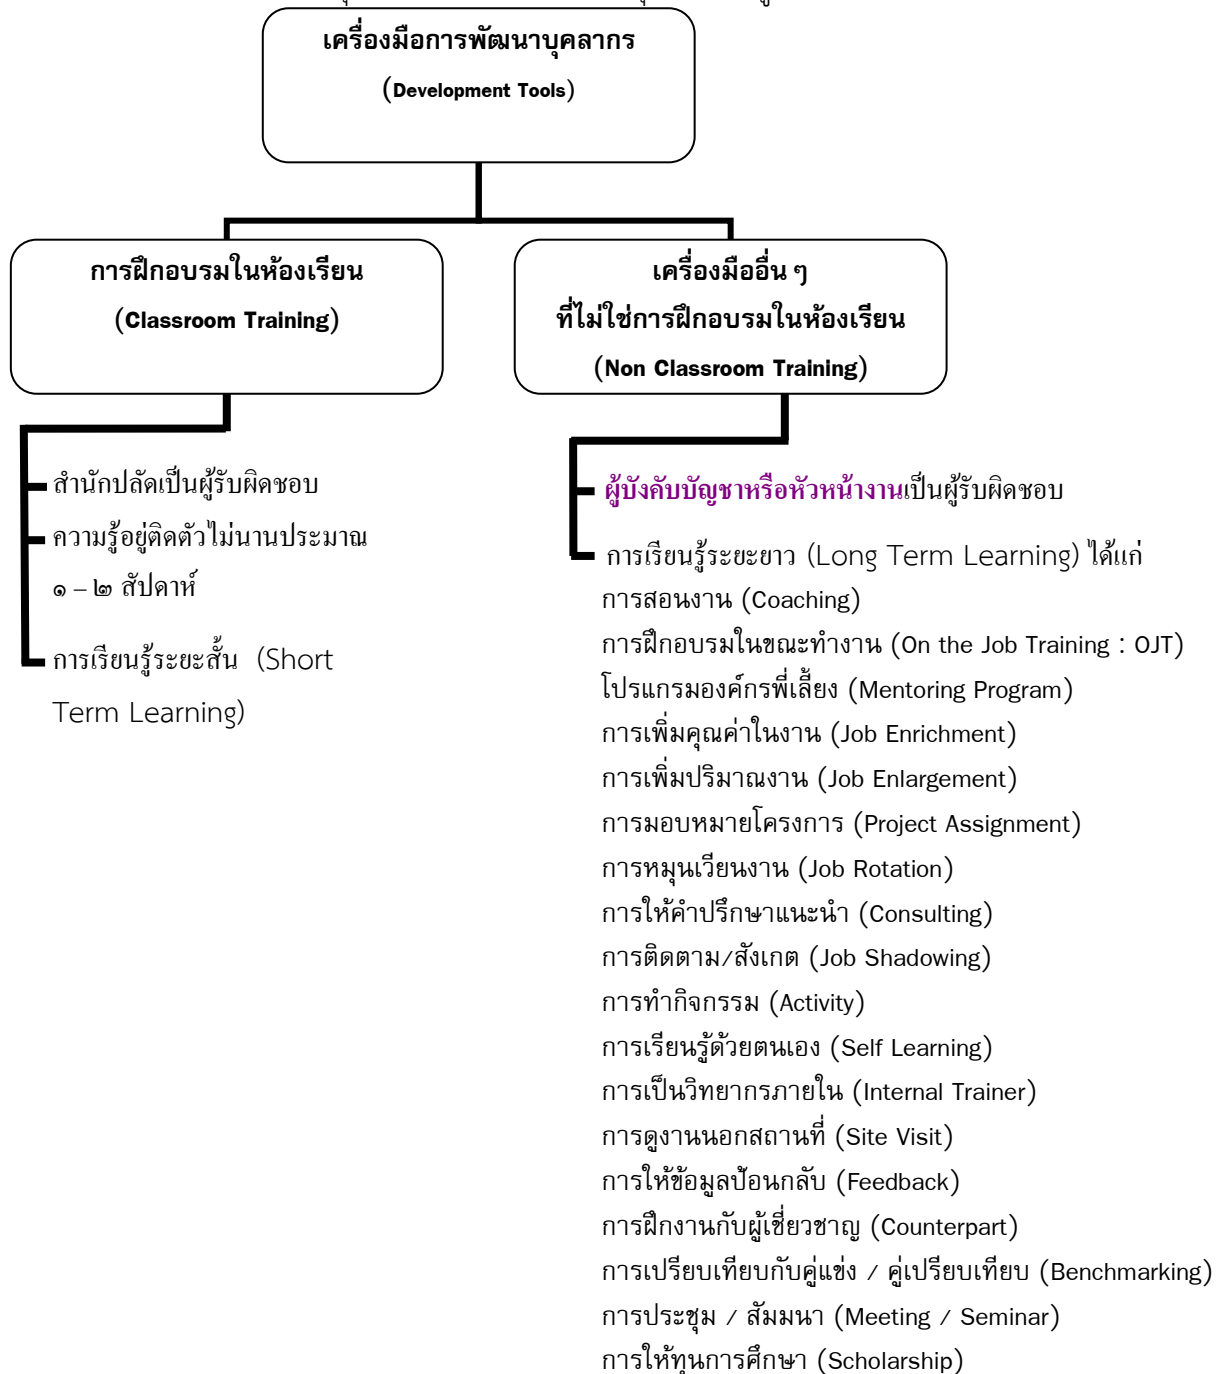 เครื่องมือการพัฒนาบุคลากร
(Development Tools)
การฝึกอบรมในห้องเรียน
(Classroom Training)
เครื่องมืออื่น ๆ
ที่ไม่ใช่การฝึกอบรมในห้องเรียน
(Non Classroom Training)
สำนักปลัดเป็นผู้รับผิดชอบ
ความรู้อยู่ติดตัวไม่นานประมาณ
๑ – ๒ สัปดาห์
การเรียนรู้ระยะสั้น (Short
Term Learning)
ผู้บังคับบัญชาหรือหัวหน้างานเป็นผู้รับผิดชอบ
การเรียนรู้ระยะยาว (Long Term Learning) ได้แก่
การสอนงาน (Coaching)
การฝึกอบรมในขณะทำงาน (On the Job Training : OJT)
โปรแกรมองค์กรพี่เลี้ยง (Mentoring Program)
การเพิ่มคุณค่าในงาน (Job Enrichment)
การเพิ่มปริมาณงาน (Job Enlargement)
การมอบหมายโครงการ (Project Assignment)
การหมุนเวียนงาน (Job Rotation)
การให้คำปรึกษาแนะนำ (Consulting)
การติดตาม/สังเกต (Job Shadowing)
การทำกิจกรรม (Activity)
การเรียนรู้ด้วยตนเอง (Self Learning)
การเป็นวิทยากรภายใน (Internal Trainer)
การดูงานนอกสถานที่ (Site Visit)
การให้ข้อมูลป้อนกลับ (Feedback)
การฝึกงานกับผู้เชี่ยวชาญ (Counterpart)
การเปรียบเทียบกับคู่แข่ง / คู่เปรียบเทียบ (Benchmarking)
การประชุม / สัมมนา (Meeting / Seminar)
การให้ทุนการศึกษา (Scholarship)